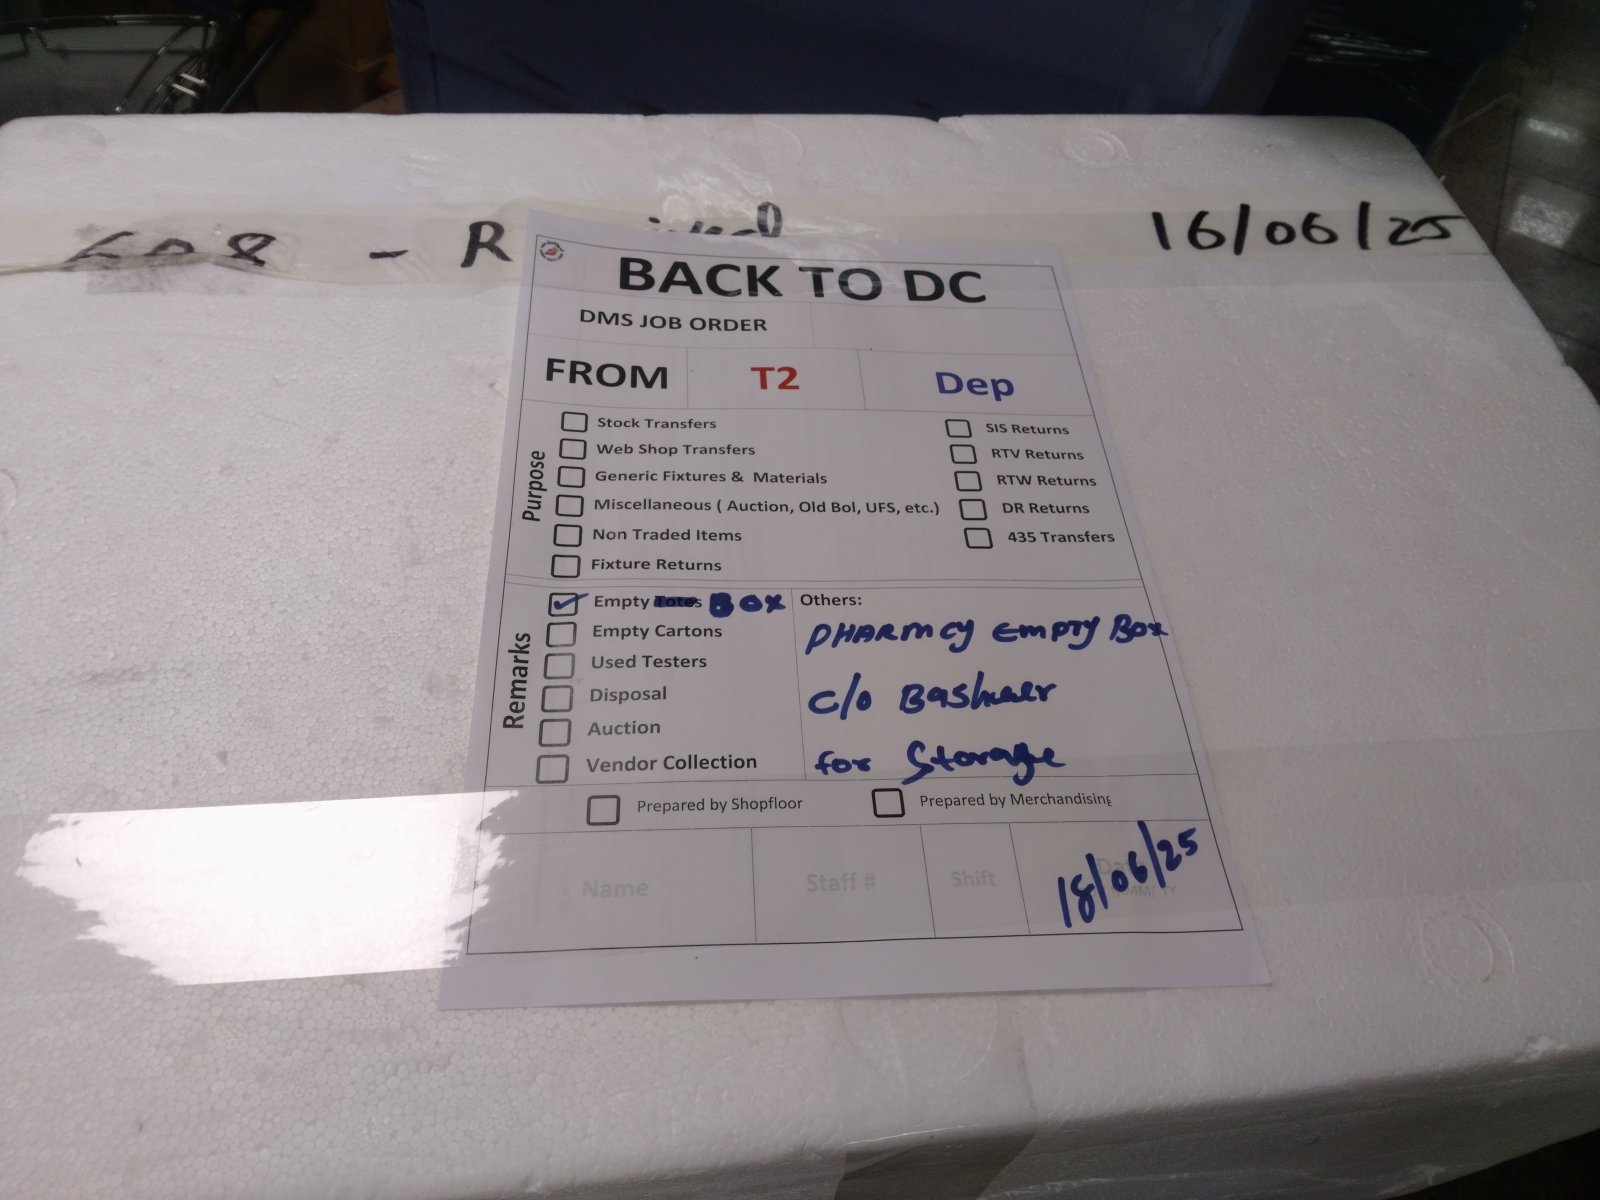 608 - Received 16/06/25
BACK TO DC
DMS JOB ORDER
FROM T2 Dep
Purpose
Stock Transfers
Web Shop Transfers
Generic Fixtures & Materials
Miscellaneous ( Auction, Old Bol, UFS, etc.)
Non Traded Items
Fixture Returns
SIS Returns
RTV Returns
RTW Returns
DR Returns
435 Transfers
Remarks
Empty Totes BOX
Empty Cartons
Used Testers
Disposal
Auction
Vendor Collection
Others:
PHARMCY EMPTY BOX
C/O Basheer
for Storage
Prepared by Shopfloor
Prepared by Merchandising
Name Staff # Shift
18/06/25